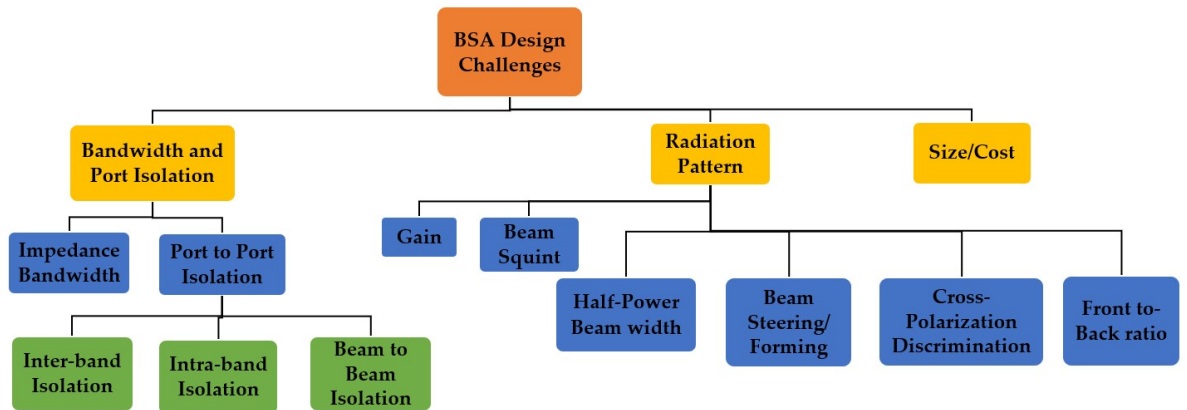 BSA Design
Challenges
Bandwidth and
Port Isolation
Radiation
Pattern
Size/Cost
Impedance
Bandwidth
Port to Port
Isolation
Gain
Beam
Squint
Half-Power
Beam width
Beam
Steering/
Forming
Cross-
Polarization
Discrimination
Front to-
Back ratio
Inter-band
Isolation
Intra-band
Isolation
Beam to
Beam
Isolation